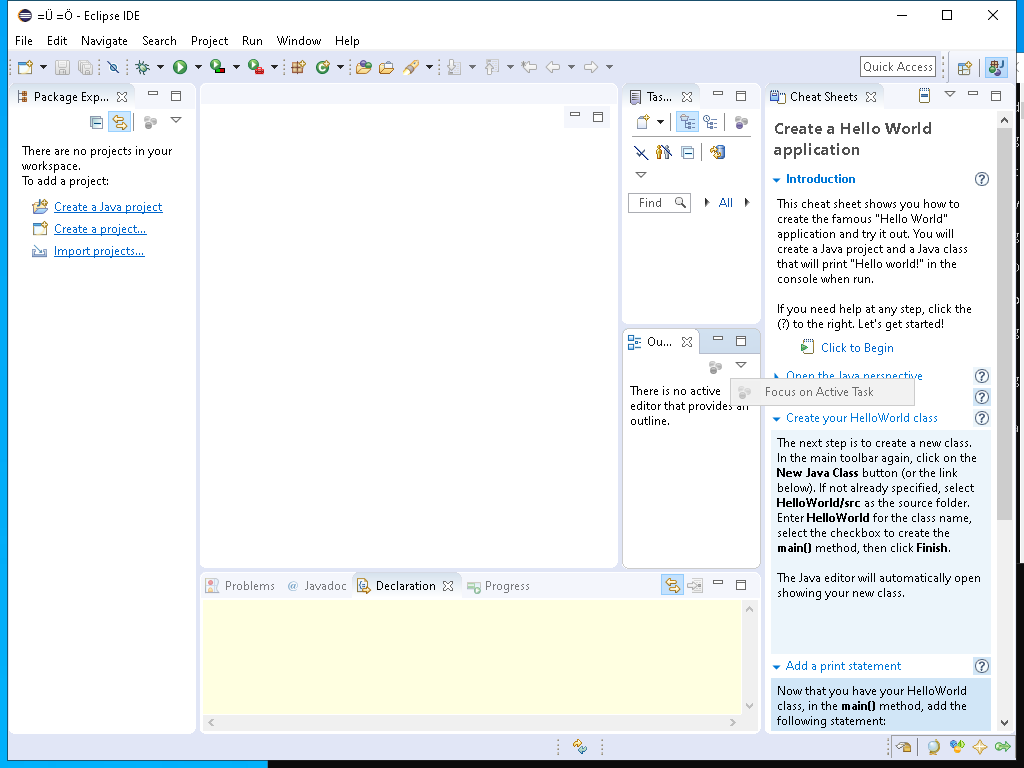 =Ü =Ö - Eclipse IDE
File Edit Navigate Search Project Run Window Help
Quick Access
Package Exp...
There are no projects in your
workspace.
To add a project:
Create a Java project
Create a project...
Import projects...
Tas...
Find
All
Ou...
There is no active
editor that provides an
outline.
Focus on Active Task
Cheat Sheets
Create a Hello World
application
Introduction
This cheat sheet shows you how to
create the famous "Hello World"
application and try it out. You will
create a Java project and a Java class
that will print "Hello world!" in the
console when run.
If you need help at any step, click the
(?) to the right. Let's get started!
Click to Begin
Open the Java perspective
Create your HelloWorld class
The next step is to create a new class.
In the main toolbar again, click on the
New Java Class button (or the link
below). If not already specified, select
HelloWorld/src as the source folder.
Enter HelloWorld for the class name,
select the checkbox to create the
main() method, then click Finish.
The Java editor will automatically open
showing your new class.
Add a print statement
Now that you have your HelloWorld
class, in the main() method, add the
following statement:
Problems @ Javadoc Declaration Progress